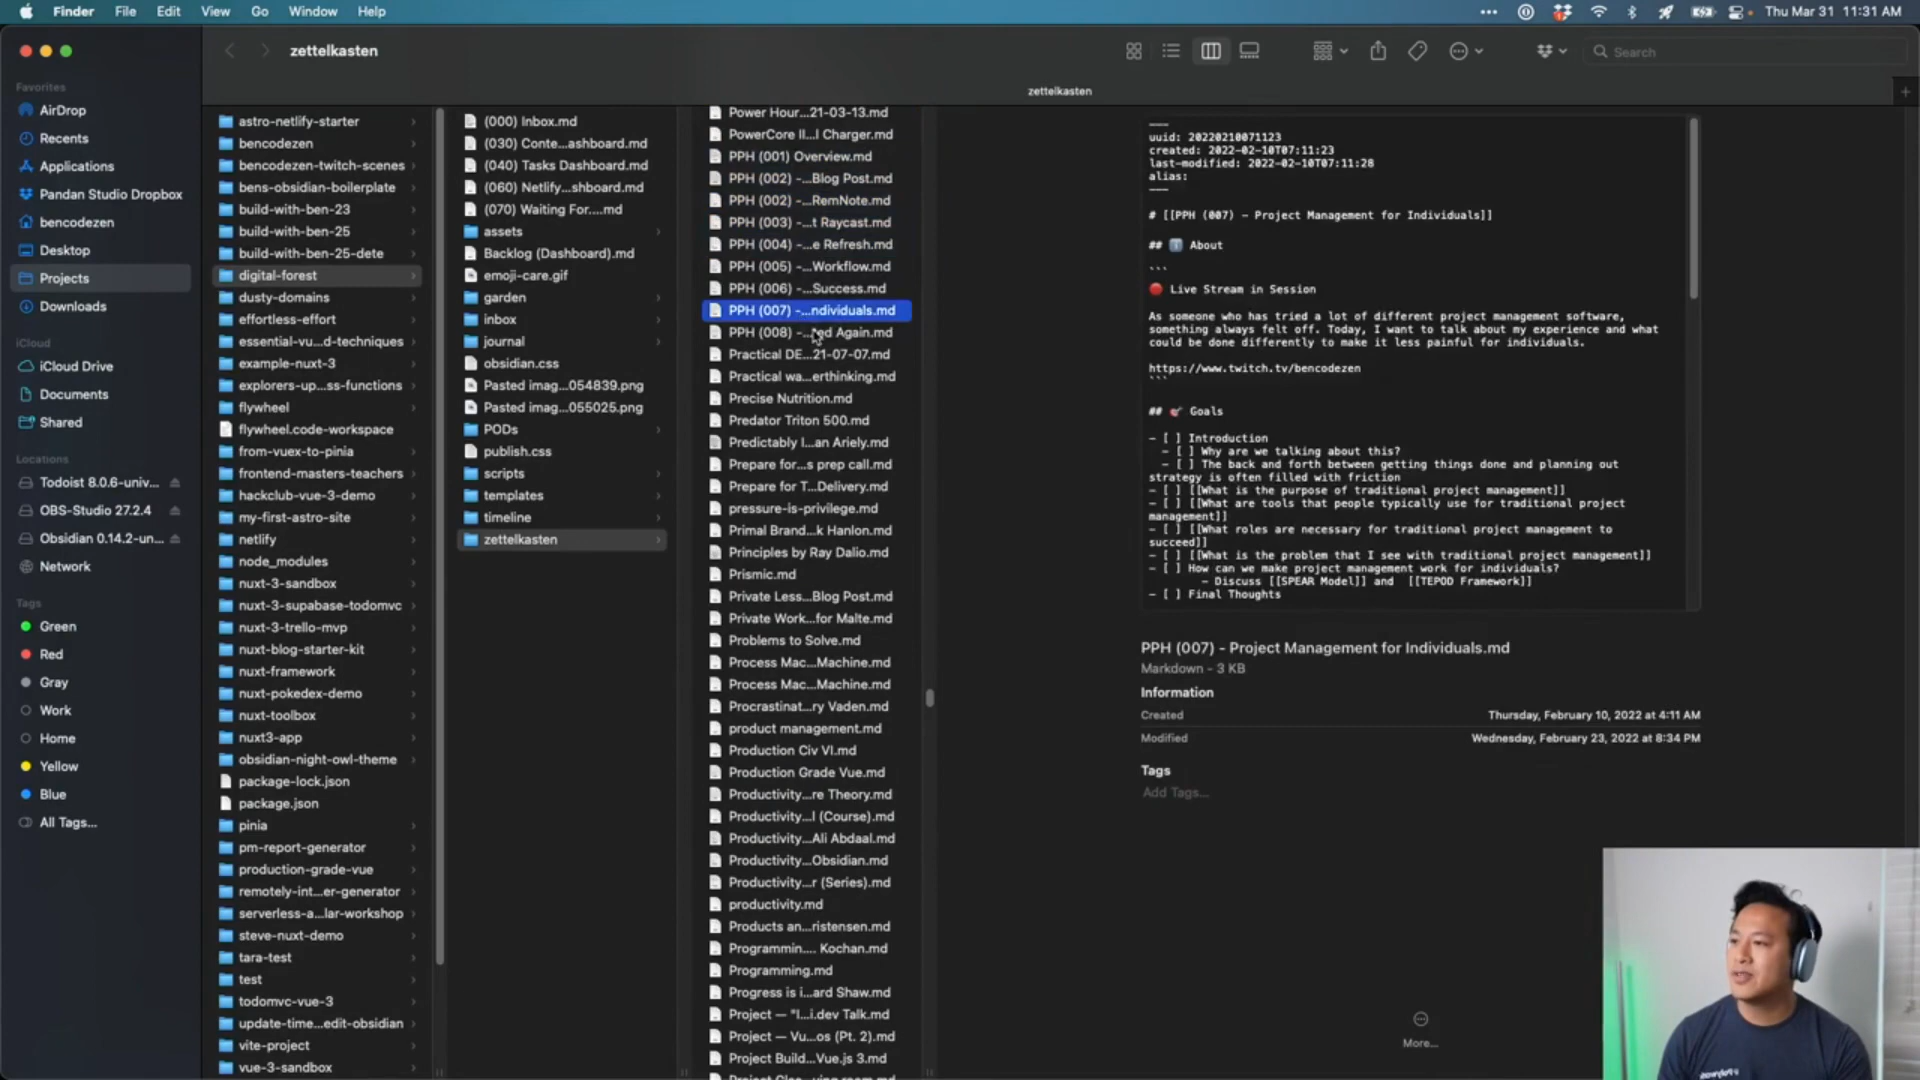 Finder File Edit View Go Window Help
Thu Mar 31 11:31 AM
zettelkasten
Search
zettelkasten
Favorites
AirDrop
Recents
Applications
Pandan Studio Dropbox
bencodezen
Desktop
Projects
Downloads
iCloud
iCloud Drive
Documents
Shared
Locations
Todoist 8.0.6-univ...
OBS-Studio 27.2.4
Obsidian 0.14.2-un...
Network
Tags
Green
Red
Gray
Work
Home
Yellow
Blue
All Tags...
astro-netlify-starter
bencodezen
bencodezen-twitch-scenes
bens-obsidian-boilerplate
build-with-ben-23
build-with-ben-25
build-with-ben-25-dete
digital-forest
dusty-domains
effortless-effort
essential-vu...d-techniques
example-nuxt-3
explorers-up...ss-functions
flywheel
flywheel.code-workspace
from-vuex-to-pinia
frontend-masters-teachers
hackclub-vue-3-demo
my-first-astro-site
netlify
node_modules
nuxt-3-sandbox
nuxt-3-supabase-todomvc
nuxt-3-trello-mvp
nuxt-blog-starter-kit
nuxt-framework
nuxt-pokedex-demo
nuxt-toolbox
nuxt3-app
obsidian-night-owl-theme
package-lock.json
package.json
pinia
pm-report-generator
production-grade-vue
remotely-int...er-generator
serverless-a...lar-workshop
steve-nuxt-demo
tara-test
test
todomvc-vue-3
update-time...edit-obsidian
vite-project
vue-3-sandbox
(000) Inbox.md
(030) Conte...ashboard.md
(040) Tasks Dashboard.md
(060) Netlify...shboard.md
(070) Waiting For....md
assets
Backlog (Dashboard).md
emoji-care.gif
garden
inbox
journal
obsidian.css
Pasted imag...054839.png
Pasted imag...055025.png
PODs
publish.css
scripts
templates
timeline
zettelkasten
Power Hour...21-03-13.md
PowerCore II...l Charger.md
PPH (001) Overview.md
PPH (002) -...Blog Post.md
PPH (002) -...RemNote.md
PPH (003) -...t Raycast.md
PPH (004) -...e Refresh.md
PPH (005) -...Workflow.md
PPH (006) -...Success.md
PPH (007) -...ndividuals.md
PPH (008) -...ed Again.md
Practical DE...21-07-07.md
Practical wa...erthinking.md
Precise Nutrition.md
Predator Triton 500.md
Predictably I...an Ariely.md
Prepare for...s prep call.md
Prepare for T...Delivery.md
pressure-is-privilege.md
Primal Brand...k Hanlon.md
Principles by Ray Dalio.md
Prismic.md
Private Less...Blog Post.md
Private Work...for Malte.md
Problems to Solve.md
Process Mac...Machine.md
Process Mac...Machine.md
Procrastinat...ry Vaden.md
product management.md
Production Civ VI.md
Production Grade Vue.md
Productivity...re Theory.md
Productivity...l (Course).md
Productivity...Ali Abdaal.md
Productivity...Obsidian.md
Productivity...r (Series).md
productivity.md
Products an...ristensen.md
Programmin.... Kochan.md
Programming.md
Progress is i...ard Shaw.md
Project — "I...i.dev Talk.md
Project — Vu...os (Pt. 2).md
Project Build...Vue.js 3.md
---
uuid: 20220210071123
created: 2022-02-10T07:11:23
last-modified: 2022-02-10T07:11:28
alias:
---
# [[PPH (007) - Project Management for Individuals]]
## About
```
Live Stream in Session
As someone who has tried a lot of different project management software,
something always felt off. Today, I want to talk about my experience and what
could be done differently to make it less painful for individuals.
https://www.twitch.tv/bencodezen
```
## Goals
- [ ] Introduction
- [ ] Why are we talking about this?
- [ ] The back and forth between getting things done and planning out
strategy is often filled with friction
- [ ] [[What is the purpose of traditional project management]]
- [ ] [[What are tools that people typically use for traditional project
management]]
- [ ] [[What roles are necessary for traditional project management to
succeed]]
- [ ] [[What is the problem that I see with traditional project management]]
- [ ] How can we make project management work for individuals?
- Discuss [[SPEAR Model]] and [[TEPOD Framework]]
- [ ] Final Thoughts
PPH (007) - Project Management for Individuals.md
Markdown - 3 KB
Information
Created Thursday, February 10, 2022 at 4:11 AM
Modified Wednesday, February 23, 2022 at 8:34 PM
Tags
Add Tags...
More...